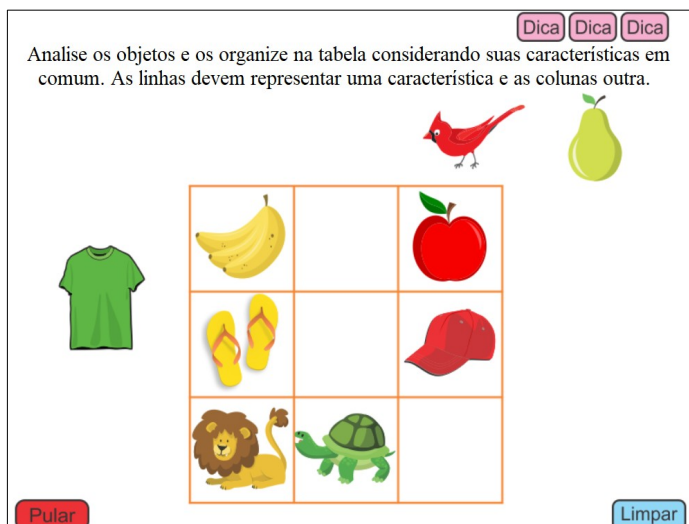 Dica Dica Dica
Analise os objetos e os organize na tabela considerando suas características em
comum. As linhas devem representar uma característica e as colunas outra.
Pular
Limpar